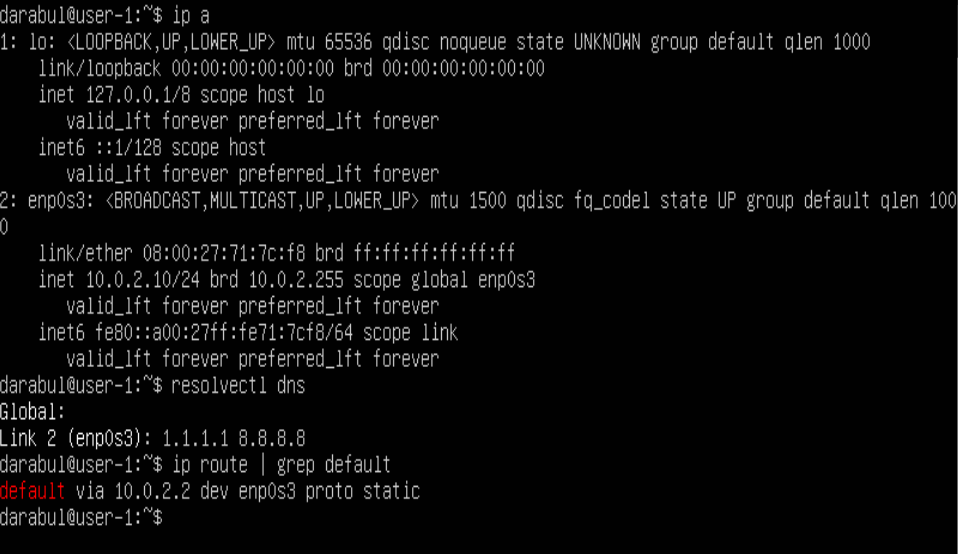 darabul@user-1:~$ ip a
1: lo: <LOOPBACK,UP,LOWER_UP> mtu 65536 qdisc noqueue state UNKNOWN group default qlen 1000
    link/loopback 00:00:00:00:00:00 brd 00:00:00:00:00:00
    inet 127.0.0.1/8 scope host lo
       valid_lft forever preferred_lft forever
    inet6 ::1/128 scope host
       valid_lft forever preferred_lft forever
2: enp0s3: <BROADCAST,MULTICAST,UP,LOWER_UP> mtu 1500 qdisc fq_codel state UP group default qlen 100
0
    link/ether 08:00:27:71:7c:f8 brd ff:ff:ff:ff:ff:ff
    inet 10.0.2.10/24 brd 10.0.2.255 scope global enp0s3
       valid_lft forever preferred_lft forever
    inet6 fe80::a00:27ff:fe71:7cf8/64 scope link
       valid_lft forever preferred_lft forever
darabul@user-1:~$ resolvectl dns
Global:
Link 2 (enp0s3): 1.1.1.1 8.8.8.8
darabul@user-1:~$ ip route | grep default
default via 10.0.2.2 dev enp0s3 proto static
darabul@user-1:~$